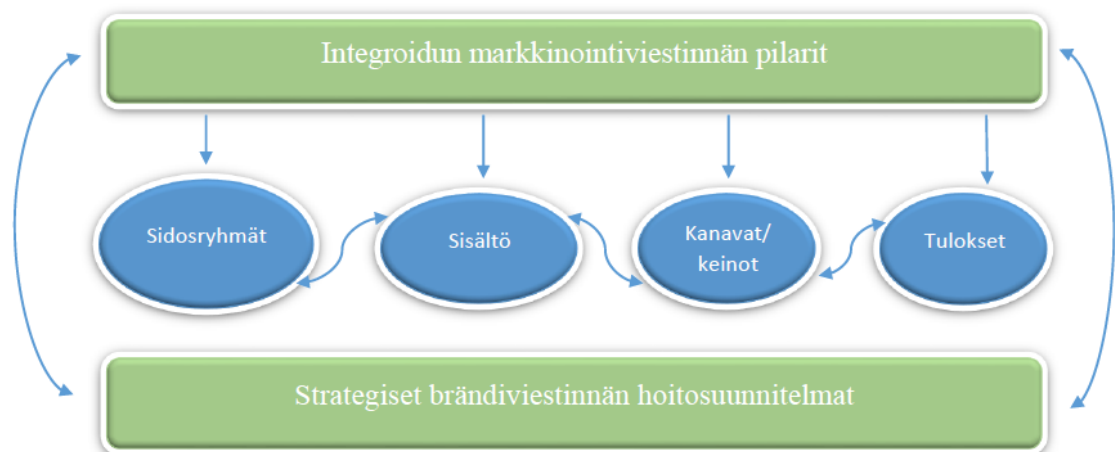 Integroidun markkinointiviestinnän pilarit
Sidosryhmät
Sisältö
Kanavat/
keinot
Tulokset
Strategiset brändiviestinnän hoitosuunnitelmat